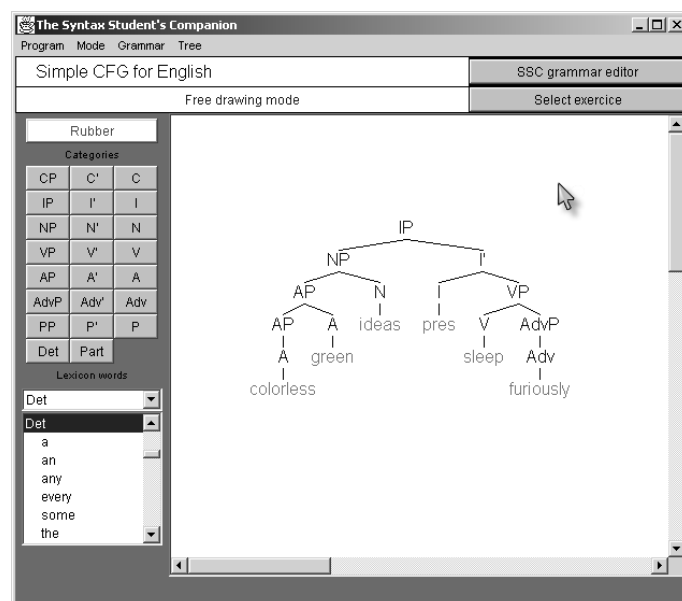 The Syntax Student's Companion
Program Mode Grammar Tree
Simple CFG for English
SSC grammar editor
Free drawing mode
Select exercice
Rubber
Categories
CP C' C
IP I' I
NP N' N
VP V' V
AP A' A
AdvP Adv' Adv
PP P' P
Det Part
Lexicon words
Det
Det
a
an
any
every
some
the
IP
NP I'
AP N I VP
AP A ideas pres V AdvP
A green sleep Adv
colorless furiously